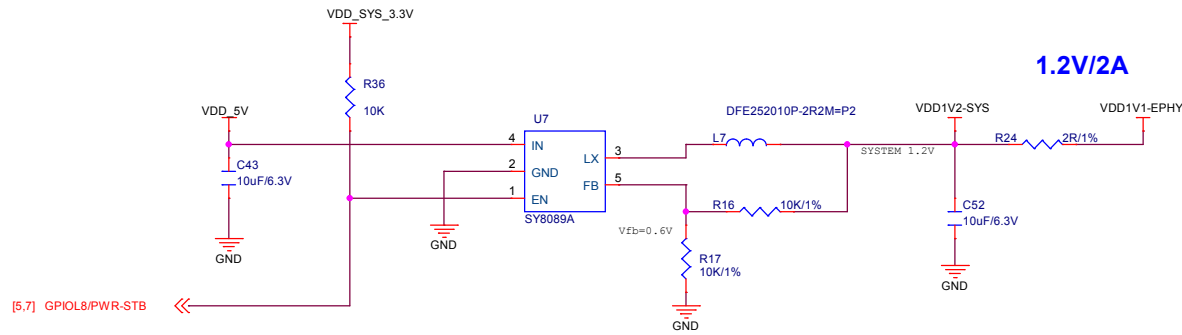 VDD_SYS_3.3V
1.2V/2A
R36
10K
VDD_5V
U7
DFE252010P-2R2M=P2
VDD1V2-SYS
VDD1V1-EPHY
4
IN
L7
R24
2R/1%
C43
10uF/6.3V
2
GND
LX
3
SYSTEM 1.2V
1
EN
FB
5
SY8089A
R16
10K/1%
C52
10uF/6.3V
GND
GND
Vfb=0.6V
R17
10K/1%
GND
[5,7] GPIOL8/PWR-STB
GND